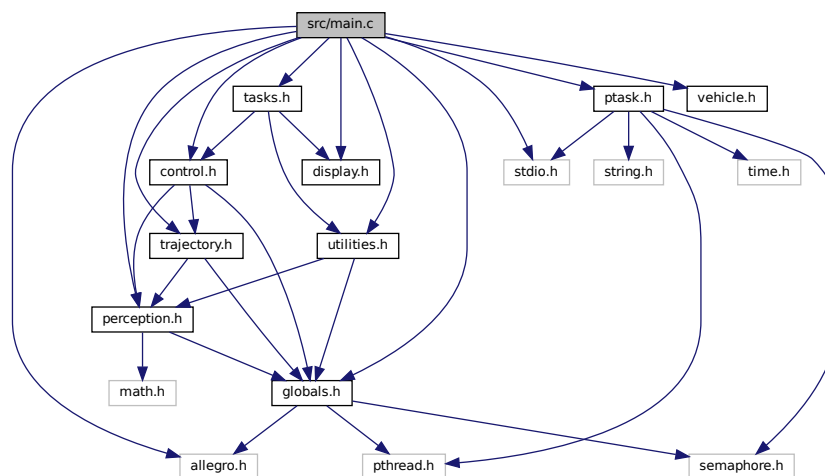 src/main.c
tasks.h
ptask.h
vehicle.h
control.h
display.h
stdio.h
string.h
time.h
trajectory.h
utilities.h
perception.h
math.h
globals.h
allegro.h
pthread.h
semaphore.h